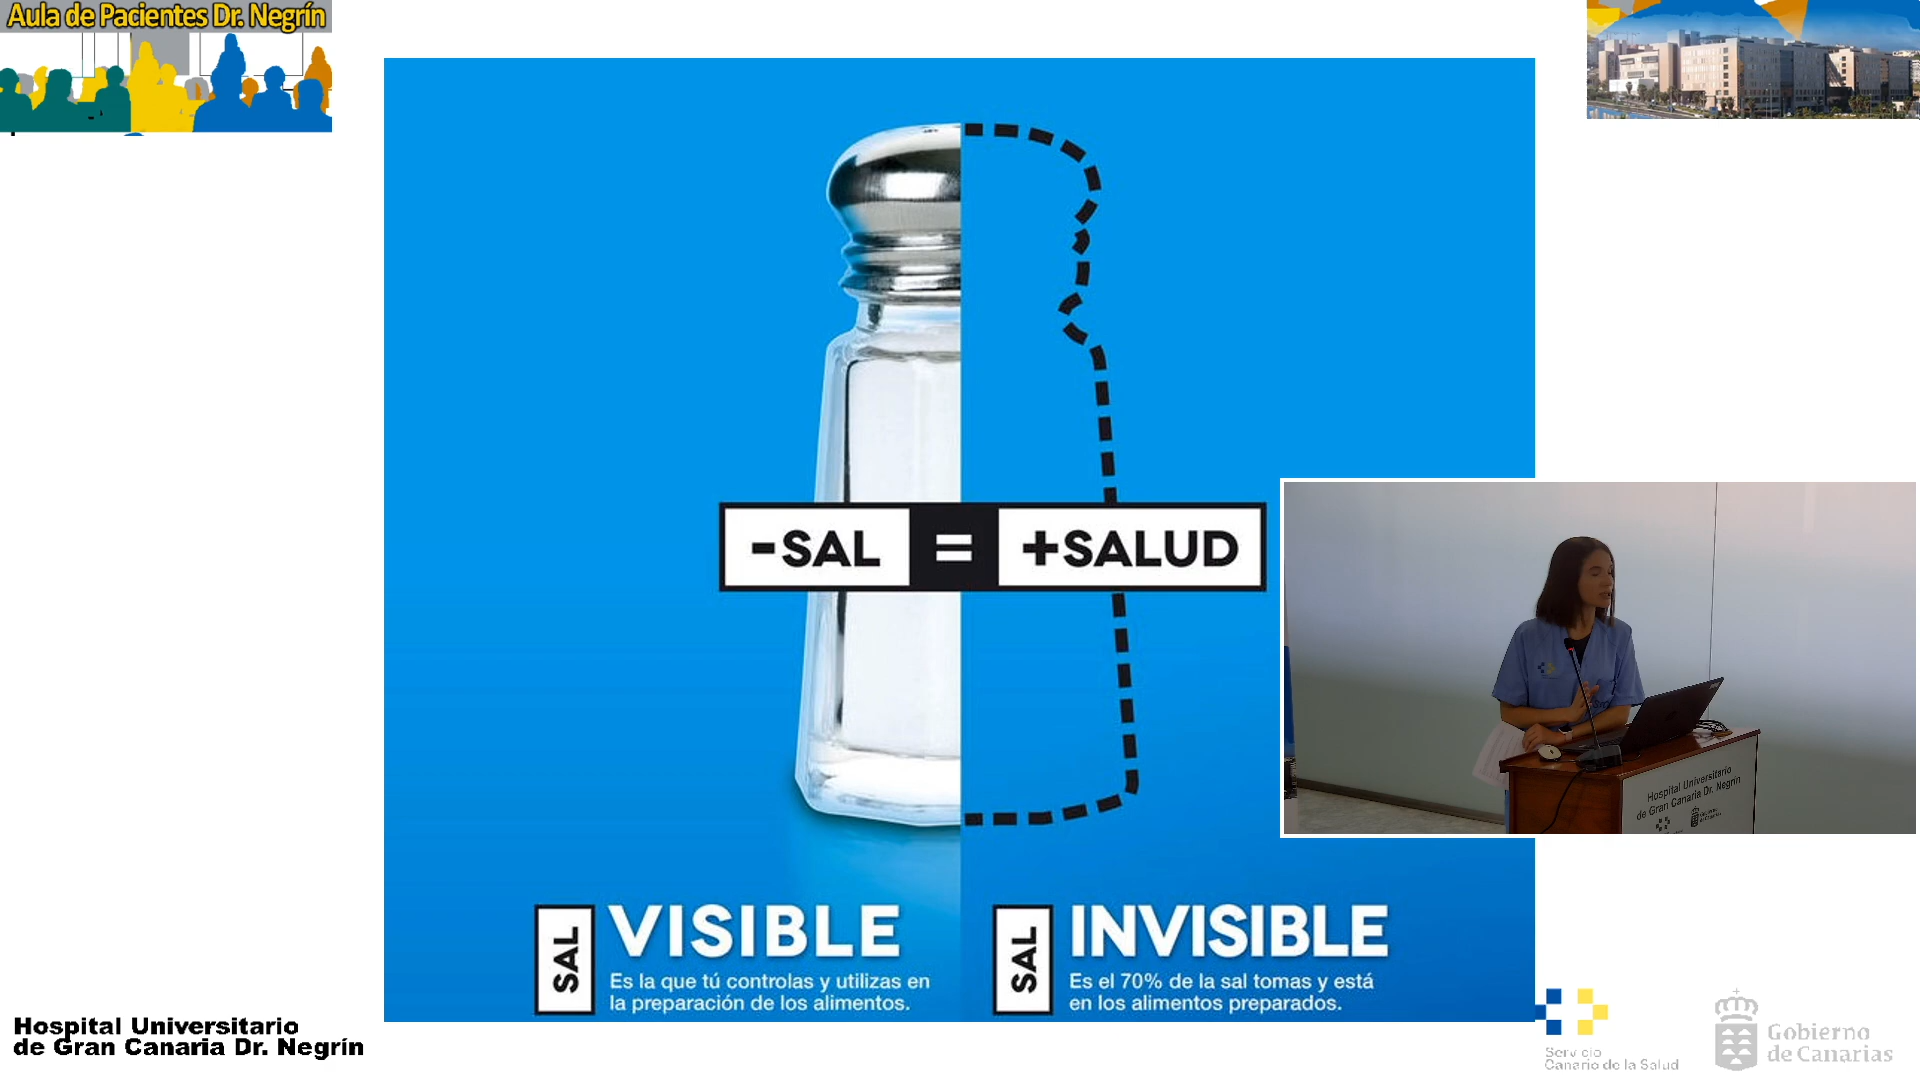 Aula de Pacientes Dr. Negrín
-SAL = +SALUD
SAL
VISIBLE
Es la que tú controlas y utilizas en
la preparación de los alimentos.
SAL
INVISIBLE
Es el 70% de la sal tomas y está
en los alimentos preparados.
Hospital Universitario
de Gran Canaria Dr. Negrín
Hospital Universitario
de Gran Canaria Dr. Negrín
Servicio
Canario de la Salud
Gobierno
de Canarias